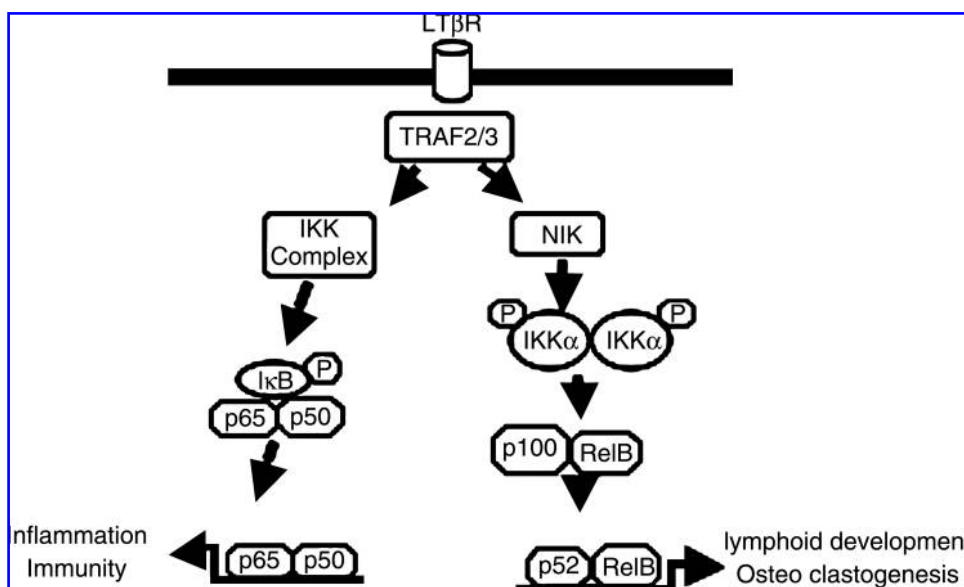 LTβR
TRAF2/3
IKK
Complex
NIK
P
IKKα
IKKα
P
IκB
P
p65
p50
p100
RelB
nflammation
Immunity
p65
p50
p52
RelB
lymphoid developmen
Osteo clastogenesis